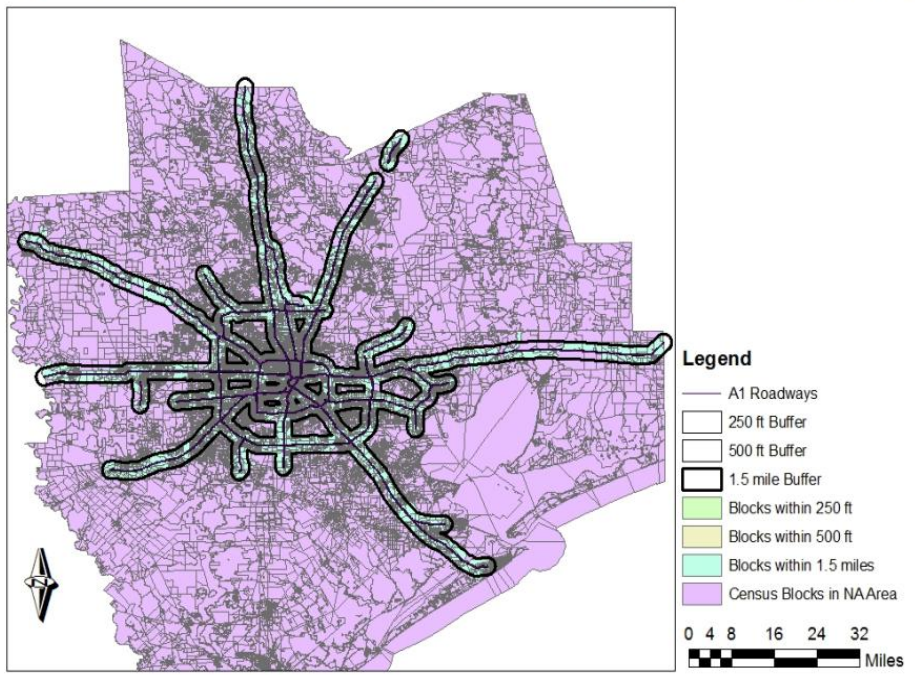 Legend
A1 Roadways
250 ft Buffer
500 ft Buffer
1.5 mile Buffer
Blocks within 250 ft
Blocks within 500 ft
Blocks within 1.5 miles
Census Blocks in NA Area
N
0 4 8 16 24 32
Miles